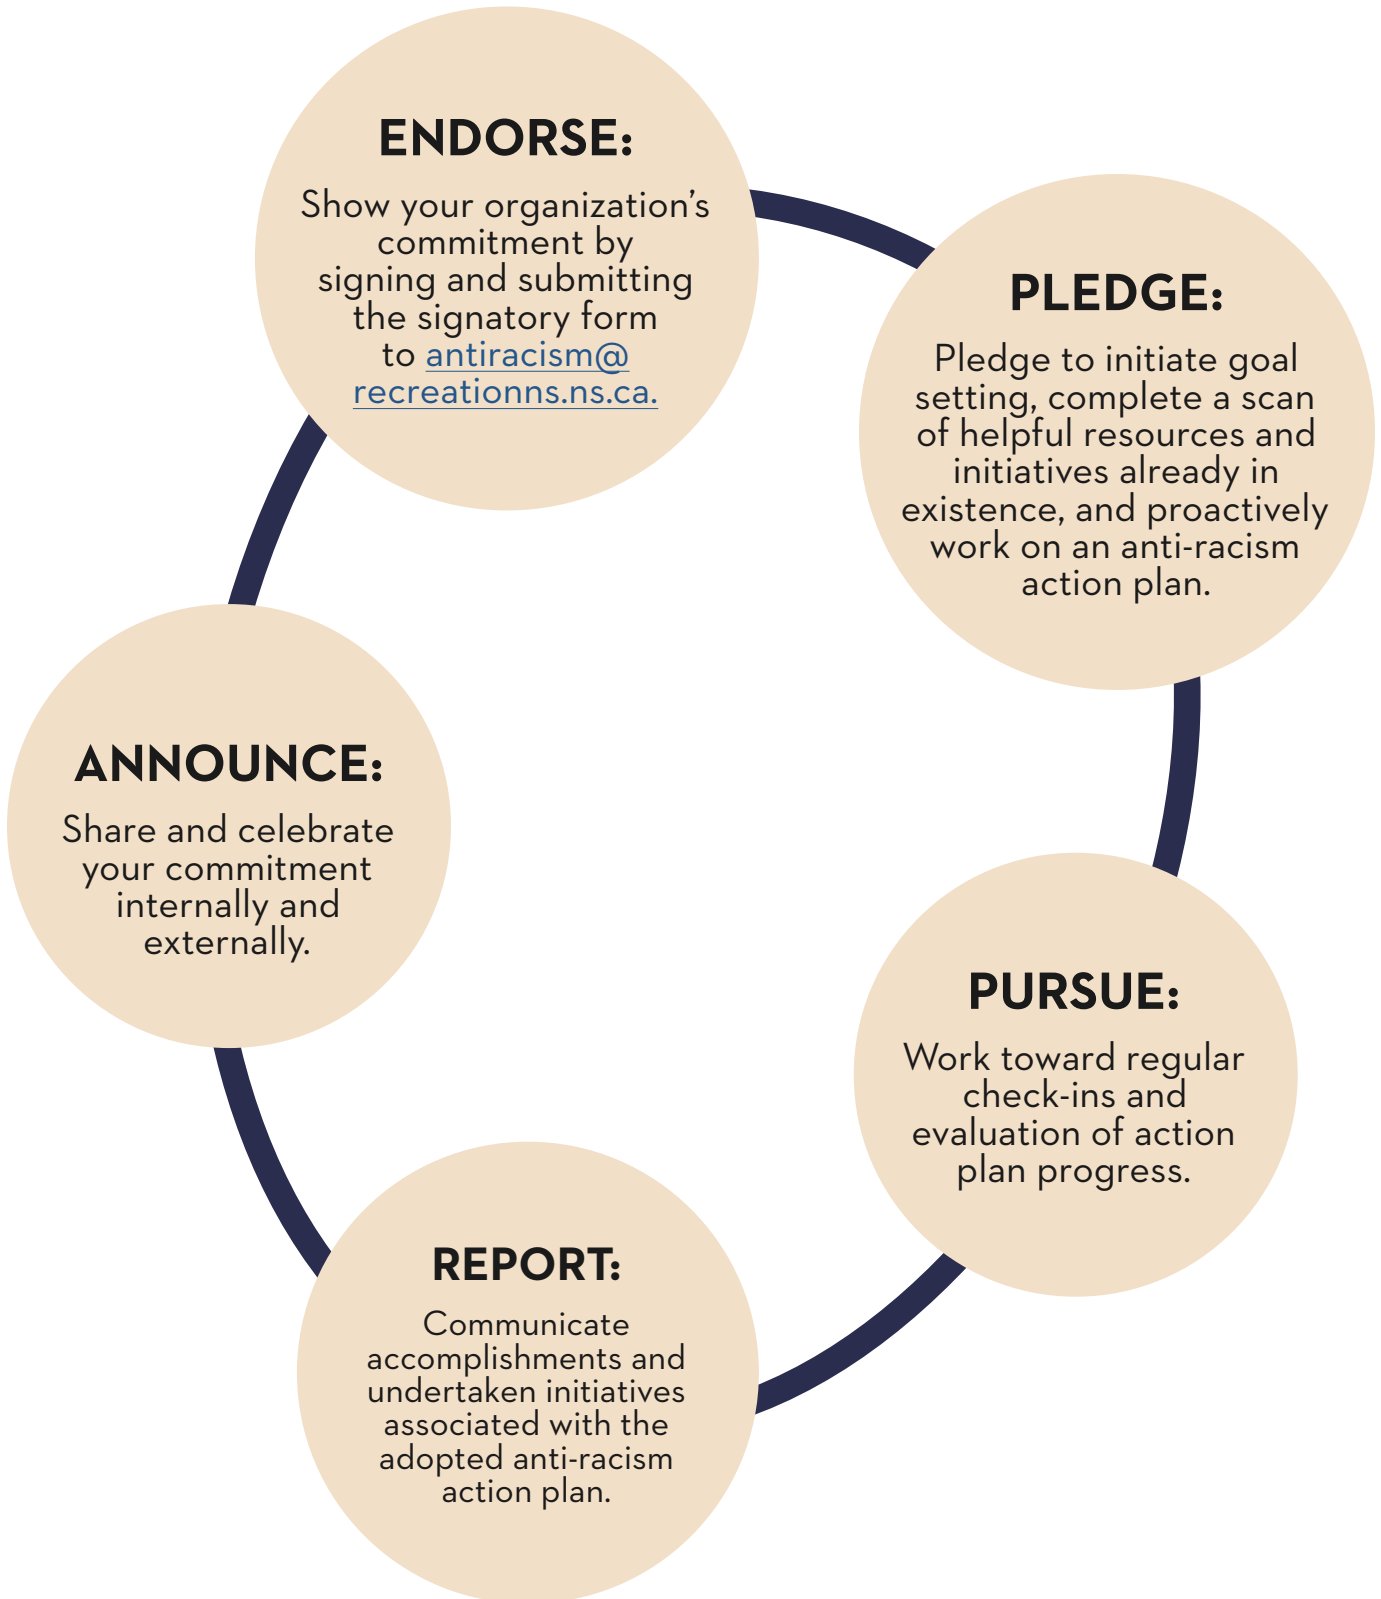 ENDORSE:
Show your organization’s
commitment by
signing and submitting
the signatory form
to antiracism@
recreationns.ns.ca.
PLEDGE:
Pledge to initiate goal
setting, complete a scan
of helpful resources and
initiatives already in
existence, and proactively
work on an anti-racism
action plan.
PURSUE:
Work toward regular
check-ins and
evaluation of action
plan progress.
REPORT:
Communicate
accomplishments and
undertaken initiatives
associated with the
adopted anti-racism
action plan.
ANNOUNCE:
Share and celebrate
your commitment
internally and
externally.